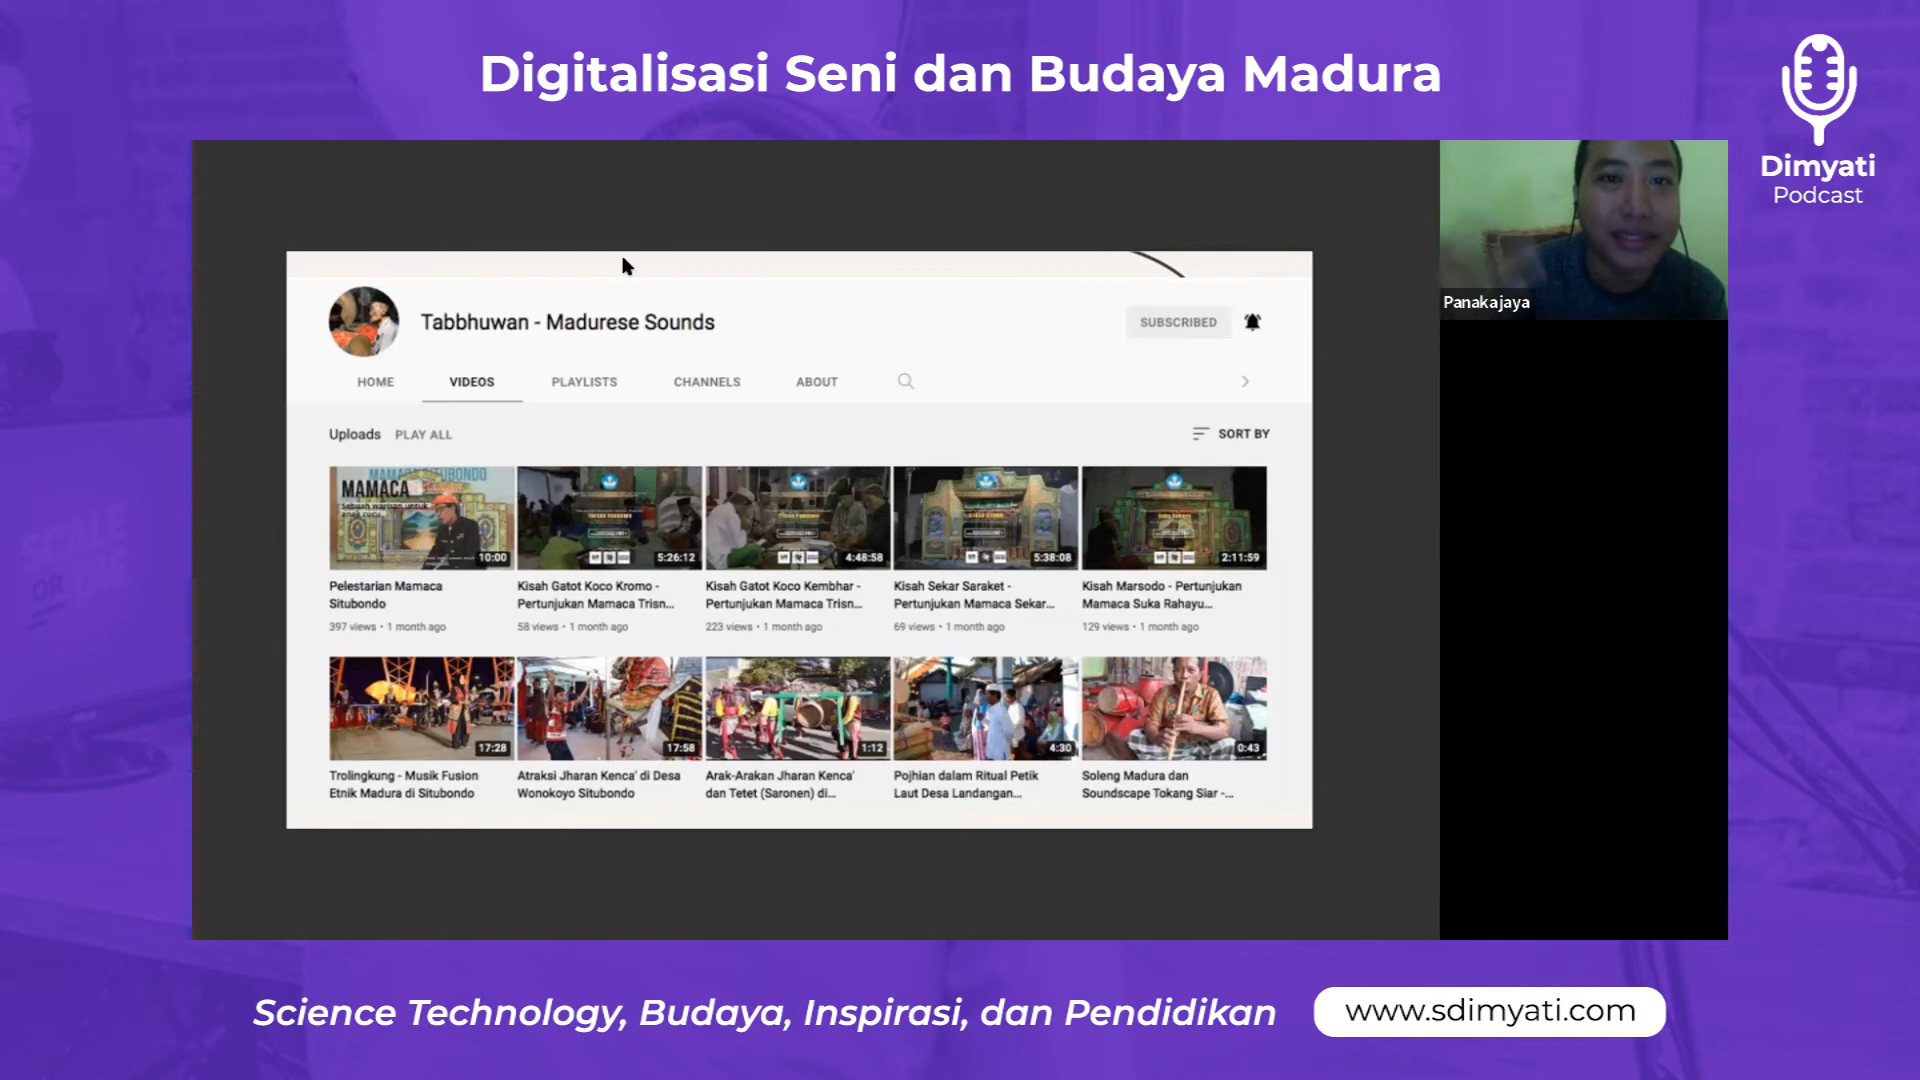 Digitalisasi Seni dan Budaya Madura
Dimyati
Podcast
Panakajaya
Tabbhuwan - Madurese Sounds
SUBSCRIBED
HOME VIDEOS PLAYLISTS CHANNELS ABOUT
Uploads PLAY ALL
SORT BY
MAMACA SITUBONDO
MAMACA
Sebuah warisan untuk
anak cucu
10:00
5:26:12
4:48:58
5:38:08
2:11:59
Pelestarian Mamaca
Situbondo
397 views • 1 month ago
Kisah Gatot Koco Kromo -
Pertunjukan Mamaca Trisn...
58 views • 1 month ago
Kisah Gatot Koco Kembhar -
Pertunjukan Mamaca Trisn...
223 views • 1 month ago
Kisah Sekar Saraket -
Pertunjukan Mamaca Sekar...
69 views • 1 month ago
Kisah Marsodo - Pertunjukan
Mamaca Suka Rahayu...
129 views • 1 month ago
17:28
17:58
1:12
4:30
0:43
Trolingkung - Musik Fusion
Etnik Madura di Situbondo
Atraksi Jharan Kenca' di Desa
Wonokoyo Situbondo
Arak-Arakan Jharan Kenca'
dan Tetet (Saronen) di...
Pojhian dalam Ritual Petik
Laut Desa Landangan...
Soleng Madura dan
Soundscape Tokang Siar -...
Science Technology, Budaya, Inspirasi, dan Pendidikan
www.sdimyati.com